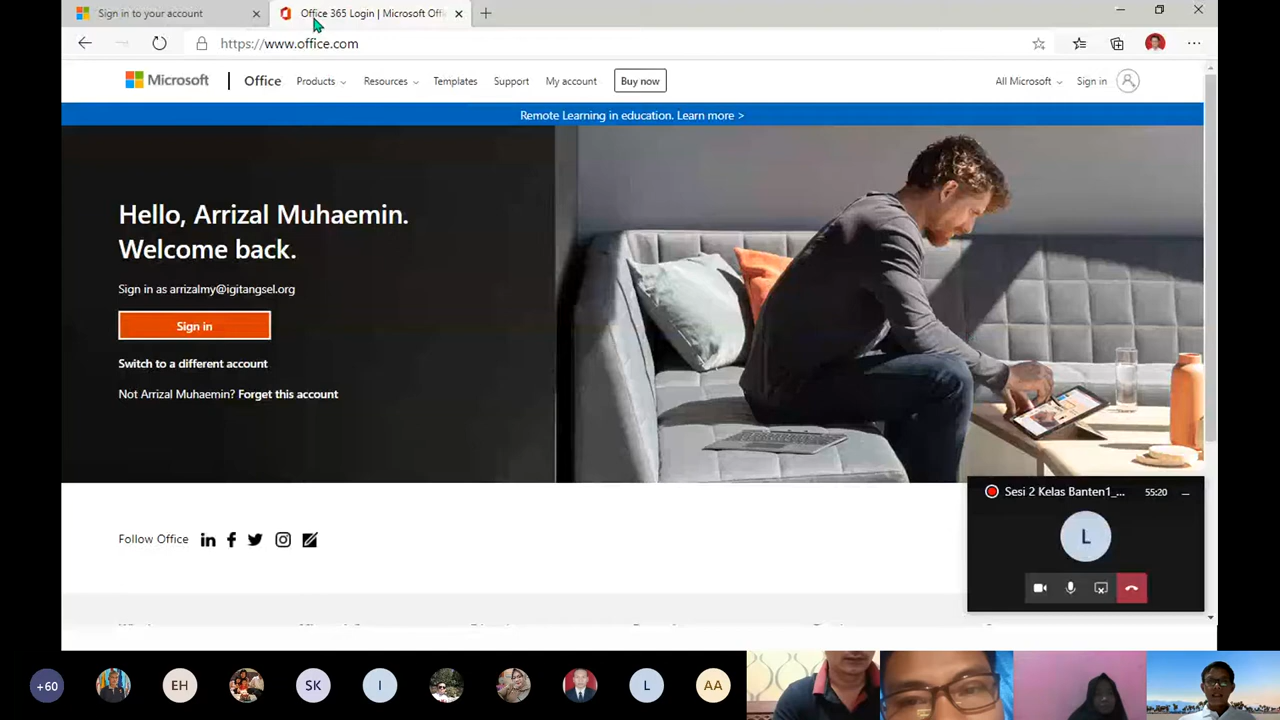 Sign in to your account
Office 365 Login | Microsoft Offi
https://www.office.com
Microsoft
Office
Products
Resources
Templates
Support
My account
Buy now
All Microsoft
Sign in
Remote Learning in education. Learn more >
Hello, Arrizal Muhaemin.
Welcome back.
Sign in as arrizalmy@igitangsel.org
Sign in
Switch to a different account
Not Arrizal Muhaemin? Forget this account
Follow Office
Sesi 2 Kelas Banten1_...
55:20
L
+60
EH
SK
I
L
AA